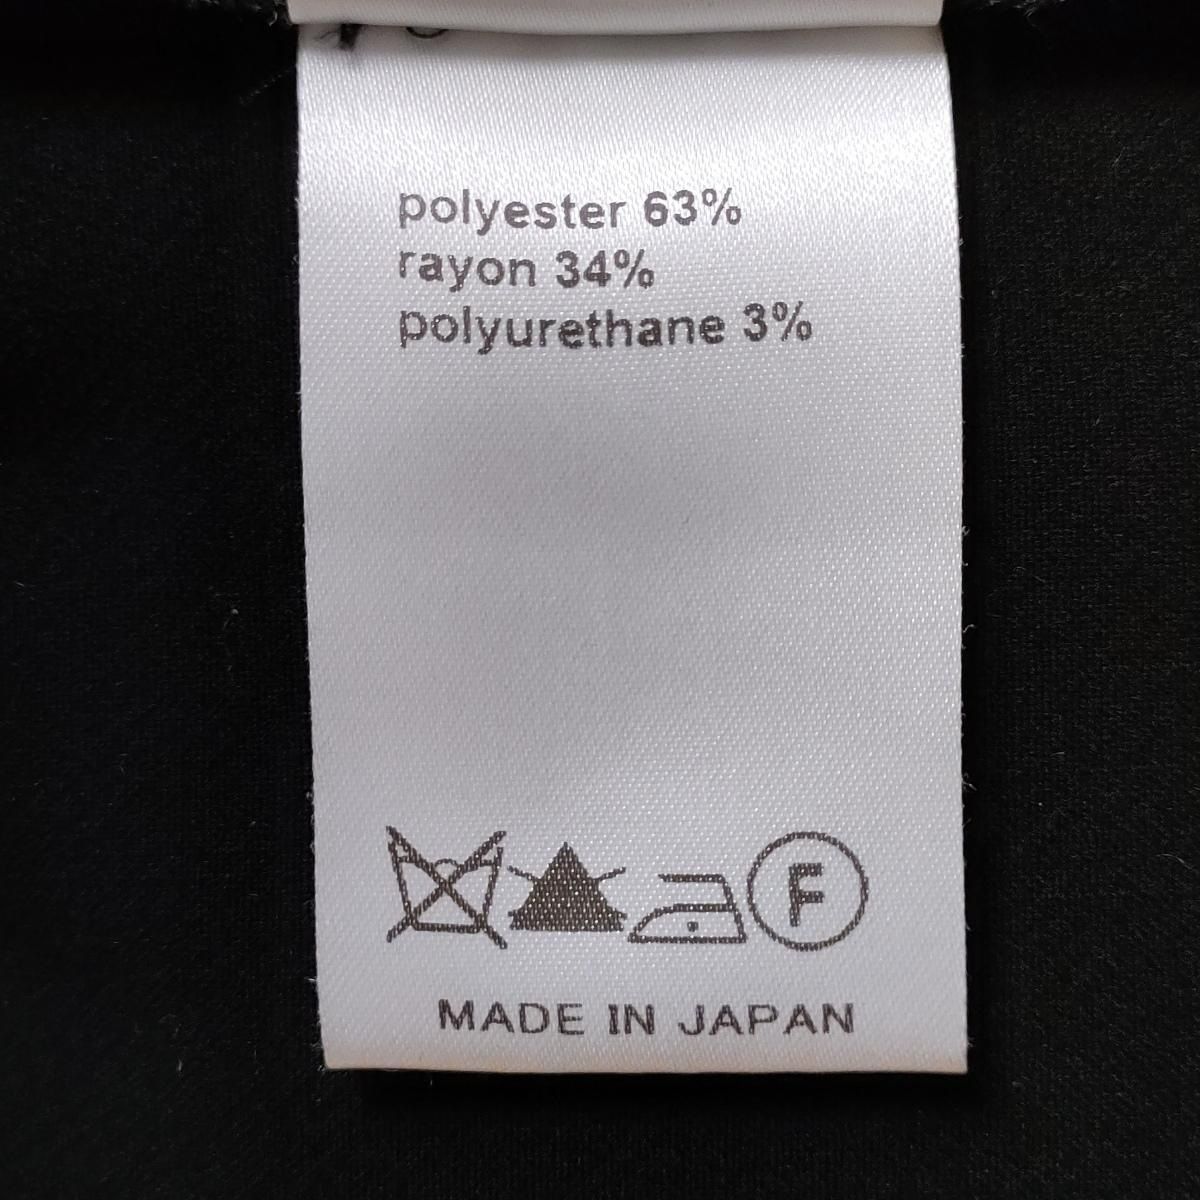 polyester 63%
rayon 34%
polyurethane 3%
F
MADE IN JAPAN